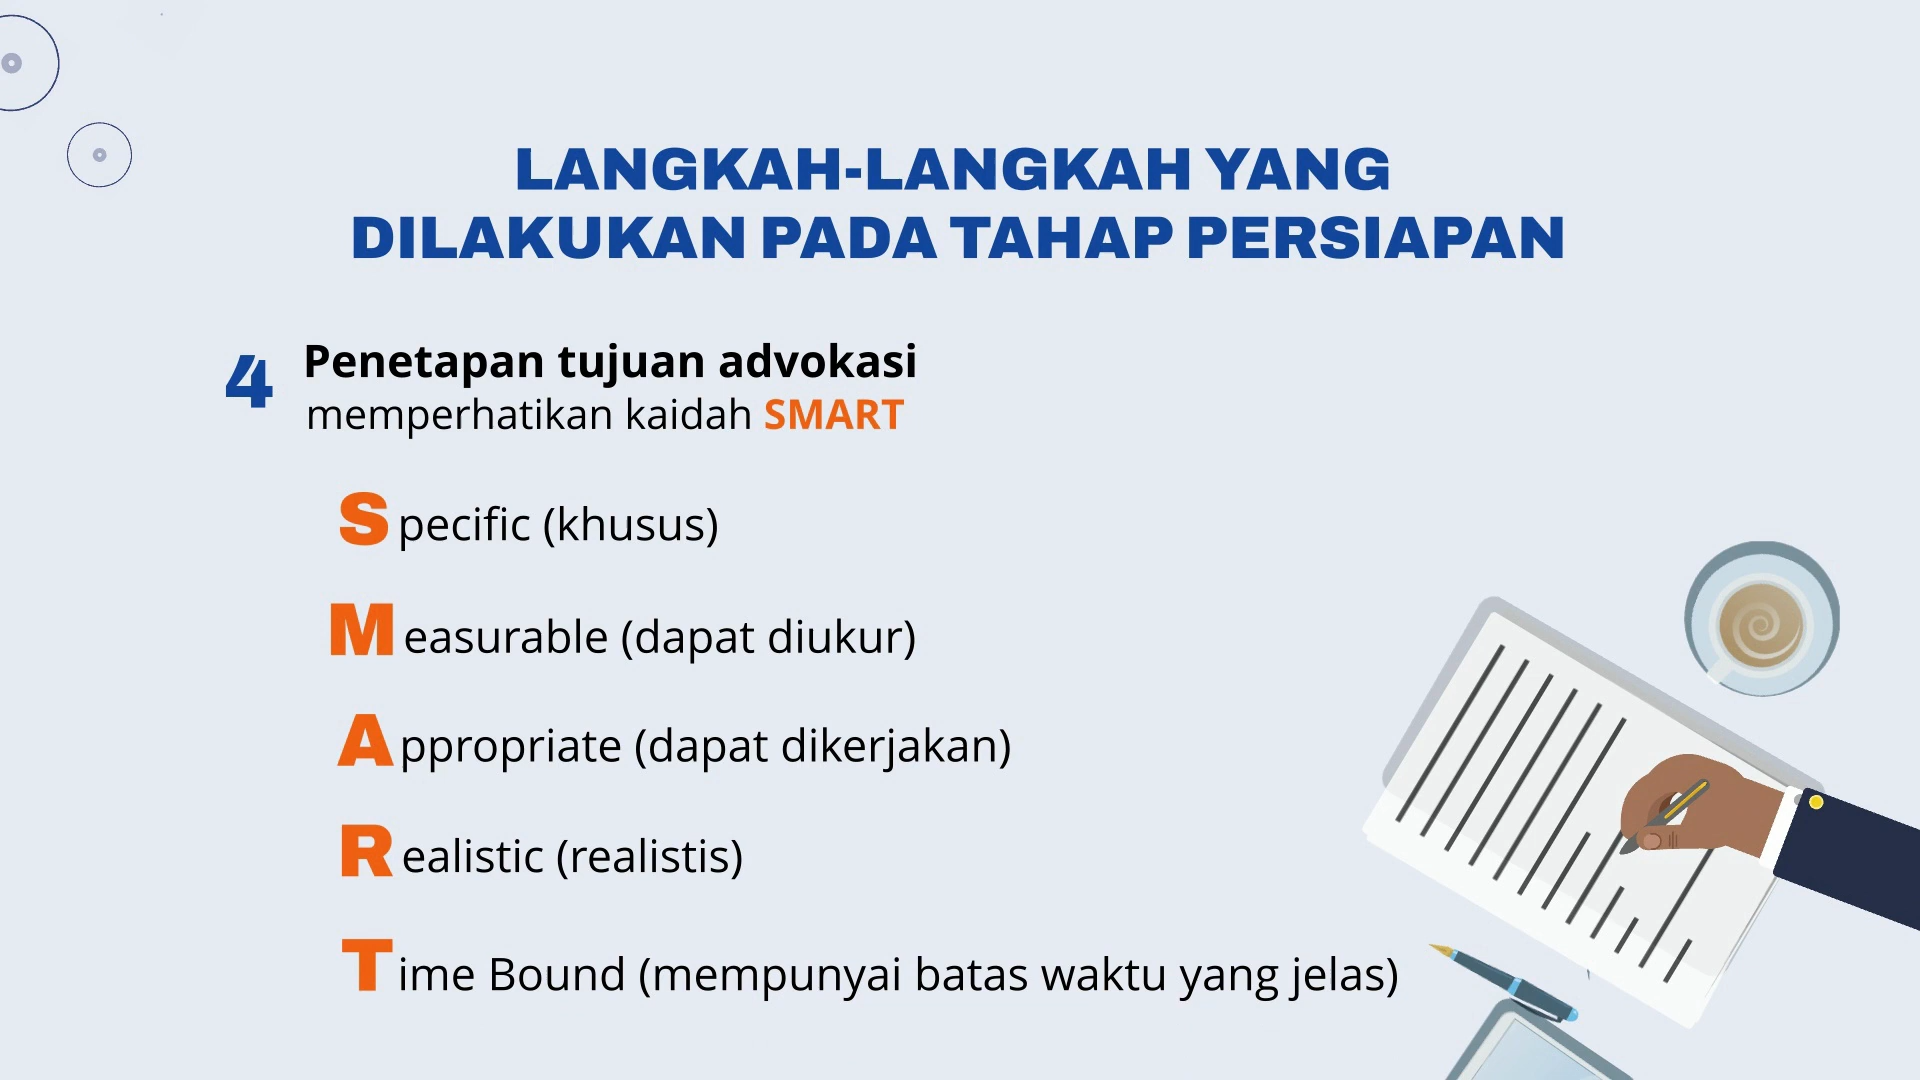 LANGKAH-LANGKAH YANG
DILAKUKAN PADA TAHAP PERSIAPAN
4 Penetapan tujuan advokasi
memperhatikan kaidah SMART
Specific (khusus)
Measurable (dapat diukur)
Appropriate (dapat dikerjakan)
Realistic (realistis)
Time Bound (mempunyai batas waktu yang jelas)